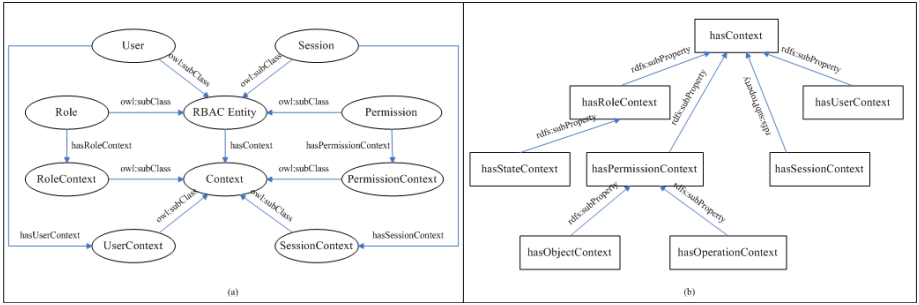 User
Session
owl:subClass
owl:subClass
Role
owl:subClass
RBAC Entity
owl:subClass
Permission
hasRoleContext
hasContext
hasPermissionContext
RoleContext
owl:subClass
Context
owl:subClass
PermissionContext
owl:subClass
owl:subClass
hasUserContext
UserContext
SessionContext
hasSessionContext
(a)
hasContext
rdfs:subProperty
rdfs:subProperty
rdfs:subProperty
rdfs:subProperty
hasRoleContext
hasUserContext
rdfs:subProperty
hasStateContext
hasPermissionContext
hasSessionContext
rdfs:subProperty
rdfs:subProperty
hasObjectContext
hasOperationContext
(b)